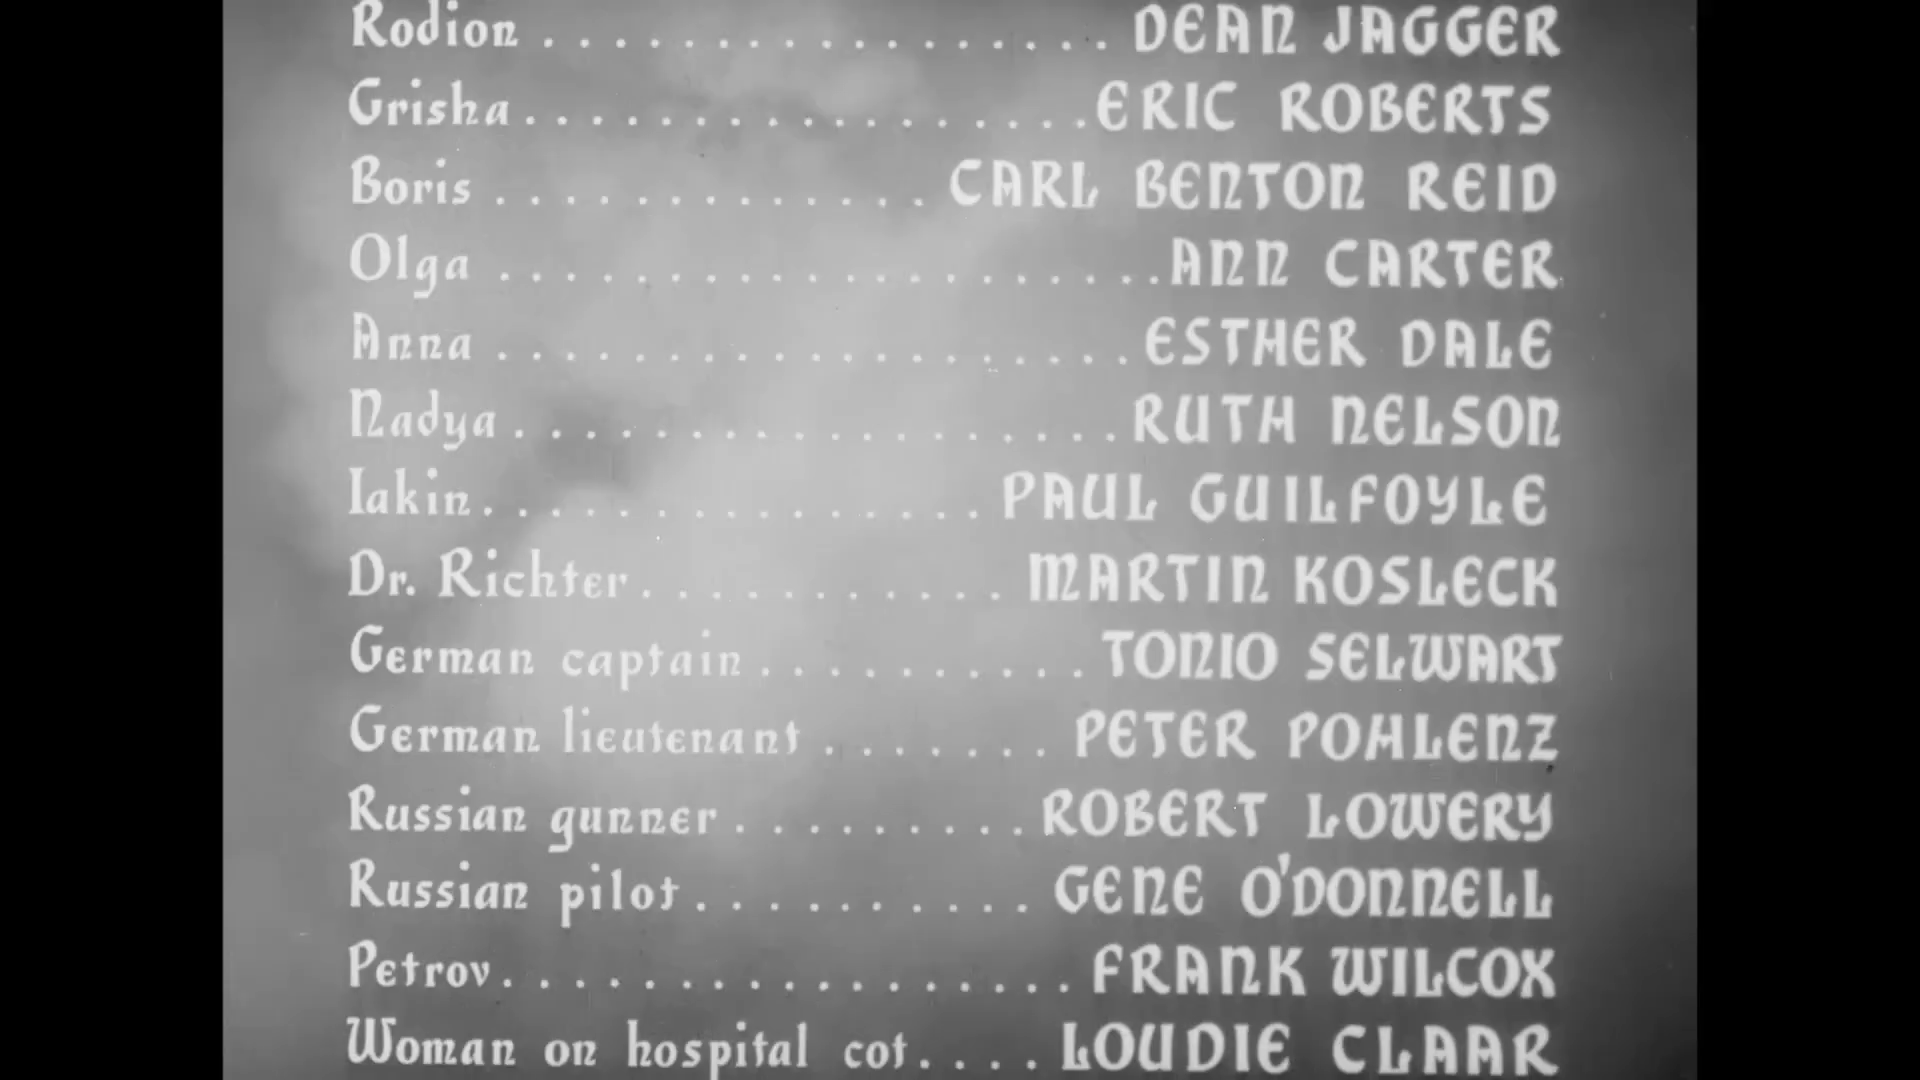 Rodion . . . . . . . . . . . . . . . . . DEAN JAGGER
Grisha . . . . . . . . . . . . . . . . . ERIC ROBERTS
Boris . . . . . . . . . . . . . CARL BENTON REID
Olga . . . . . . . . . . . . . . . . . . . . ANN CARTER
Anna . . . . . . . . . . . . . . . . . . . ESTHER DALE
Nadya . . . . . . . . . . . . . . . . . . RUTH NELSON
Iakin . . . . . . . . . . . . . . . PAUL GUILFOYLE
Dr. Richter . . . . . . . . . . . MARTIN KOSLECK
German captain . . . . . . . . . . TONIO SELWART
German lieutenant . . . . . . . PETER POHLENZ
Russian gunner . . . . . . . . . ROBERT LOWERY
Russian pilot . . . . . . . . . . GENE O'DONNELL
Petrov . . . . . . . . . . . . . . . . FRANK WILCOX
Woman on hospital cot . . . . LOUDIE CLAAR